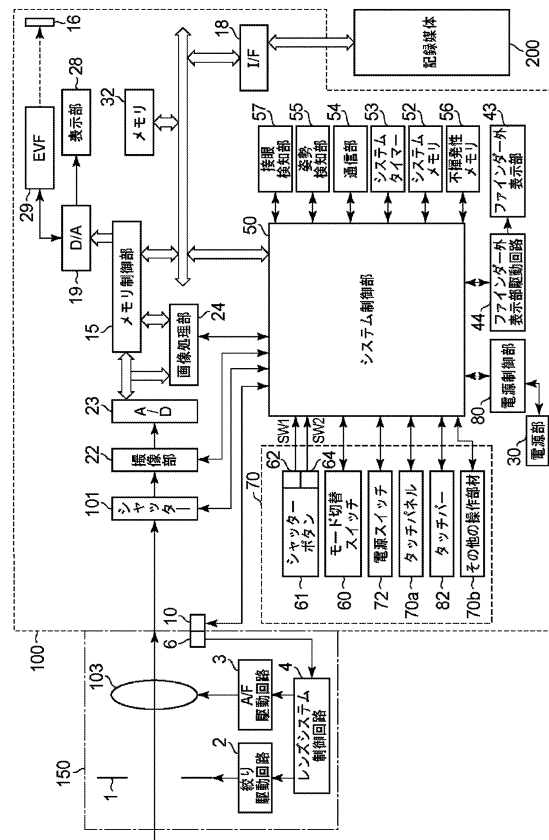 100
150
1
103
絞り
駆動回路
2
A/F
駆動回路
3
レンズシステム
制御回路
4
6
10
シャッター
101
撮像部
22
A/D
23
メモリ制御部
15
画像処理部
24
D/A
19
EVF
29
16
表示部
28
メモリ
32
I/F
18
記録媒体
200
システム制御部
50
接眼
検知部
57
姿勢
検知部
55
通信部
54
システム
タイマー
53
システム
メモリ
52
不揮発性
メモリ
56
ファインダー外
表示部
43
ファインダー外
表示部駆動回路
44
電源制御部
80
電源部
30
70
シャッター
ボタン
61
62
64
SW1
SW2
モード切替
スイッチ
60
電源スイッチ
72
タッチパネル
70a
タッチバー
82
その他の操作部材
70b